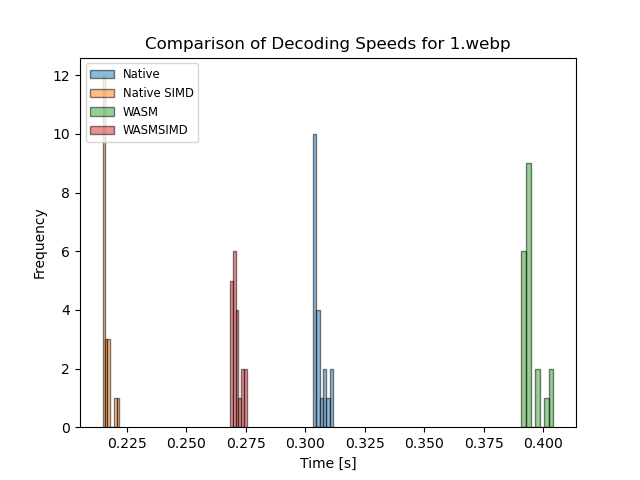 Comparison of Decoding Speeds for 1.webp
12
10
8
6
4
2
0
Frequency
Native
Native SIMD
WASM
WASMSIMD
0.225 0.250 0.275 0.300 0.325 0.350 0.375 0.400
Time [s]